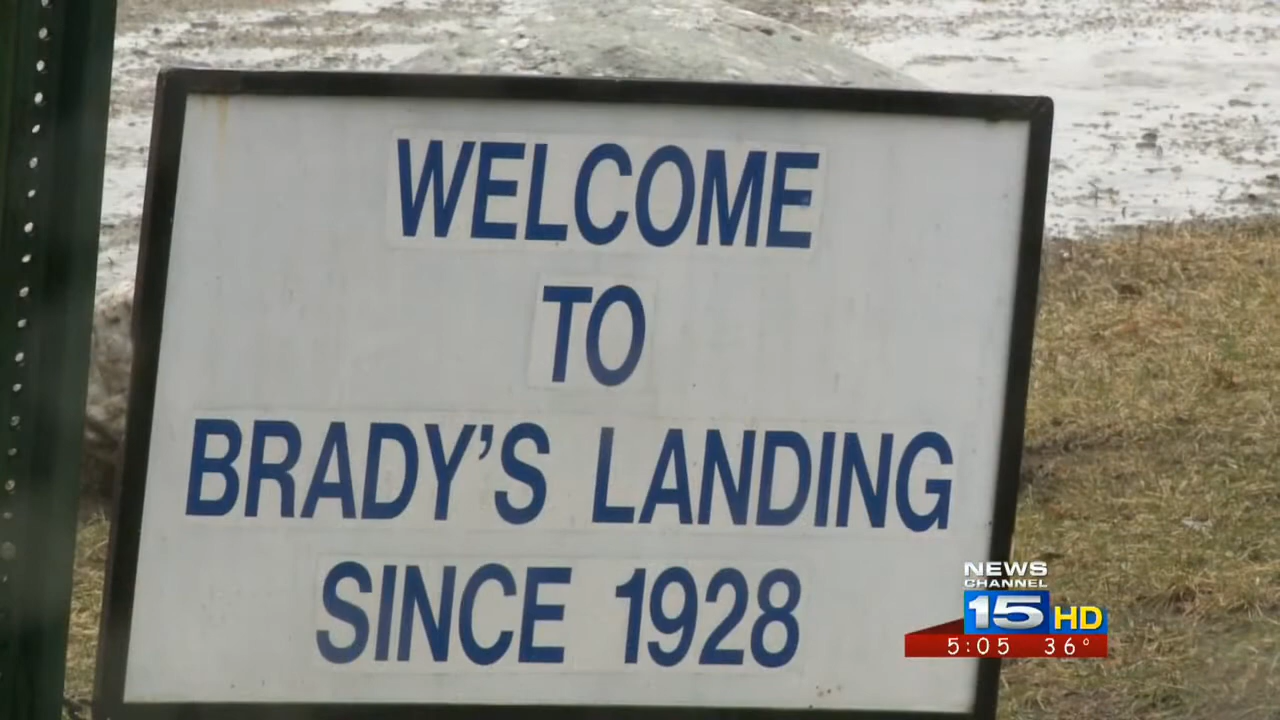 WELCOME
TO
BRADY'S LANDING
SINCE 1928
NEWS
CHANNEL
15 HD
5:05 36°